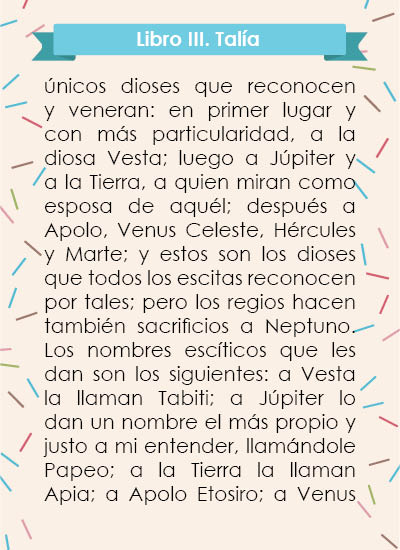 Libro III. Talía
únicos dioses que reconocen
y veneran: en primer lugar y
con más particularidad, a la
diosa Vesta; luego a Júpiter y
a la Tierra, a quien miran como
esposa de aquél; después a
Apolo, Venus Celeste, Hércules
y Marte; y estos son los dioses
que todos los escitas reconocen
por tales; pero los regios hacen
también sacrificios a Neptuno.
Los nombres escíticos que les
dan son los siguientes: a Vesta
la llaman Tabiti; a Júpiter lo
dan un nombre el más propio y
justo a mi entender, llamándole
Papeo; a la Tierra la llaman
Apia; a Apolo Etosiro; a Venus